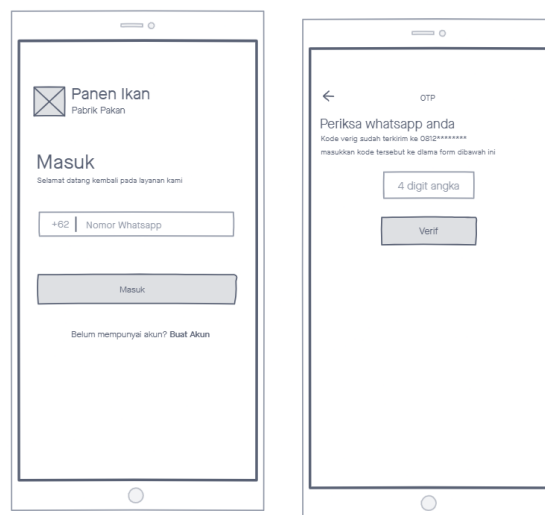 Panen Ikan
Pabrik Pakan
Masuk
Selamat datang kembali pada layanan kami
+62 Nomor Whatsapp
Masuk
Belum mempunyai akun? Buat Akun
OTP
Periksa whatsapp anda
Kode verig sudah terkirim ke 0812********
masukkan kode tersebut ke dlama form dibawah ini
4 digit angka
Verif